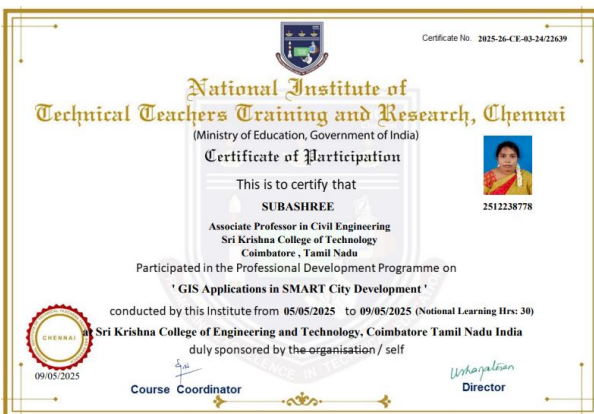 Certificate No. 2025-26-CE-03-24/22639
National Institute of
Technical Teachers Training and Research, Chennai
(Ministry of Education, Government of India)
Certificate of Participation
This is to certify that
SUBASHREE
2512238778
Associate Professor in Civil Engineering
Sri Krishna College of Technology
Coimbatore , Tamil Nadu
Participated in the Professional Development Programme on
' GIS Applications in SMART City Development '
conducted by this Institute from 05/05/2025 to 09/05/2025 (Notional Learning Hrs: 30)
at Sri Krishna College of Engineering and Technology, Coimbatore Tamil Nadu India
duly sponsored by the organisation / self
CHENNAI
09/05/2025
Course Coordinator
Director